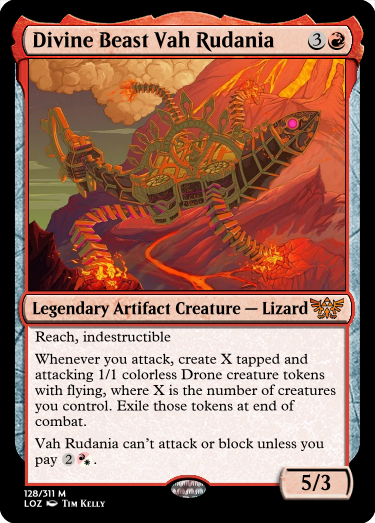 Divine Beast Vah Rudania 3
Legendary Artifact Creature — Lizard
Reach, indestructible
Whenever you attack, create X tapped and
attacking 1/1 colorless Drone creature tokens
with flying, where X is the number of creatures
you control. Exile those tokens at end of
combat.
Vah Rudania can't attack or block unless you
pay 2 .
5/3
128/311 M
LOZ TIM KELLY